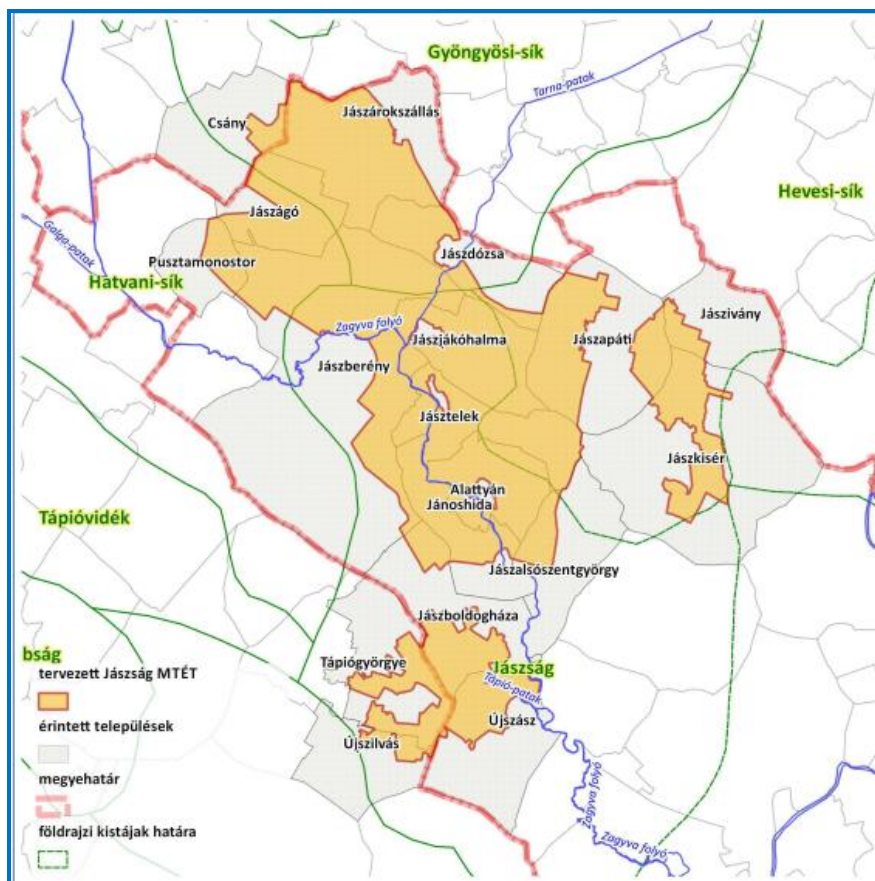 Gyöngyösi-sík
Tarna-patak
Csány
Jászárokszállás
Hevesi-sík
Jászágó
Galga-patak
Jászdózsa
Pusztamonostor
Hatvani-sík
Jászivány
Zagyva folyó
Jászjákóhalma
Jászapáti
Jászberény
Jásztelek
Jászkisér
Alattyán
Jánoshida
Tápióvidék
Jászalsószentgyörgy
Jászboldogháza
bság
Tápiógyörgye
Jászság
tervezett Jászság MTÉT
Tápió-patak
Újszász
érintett települések
Újszilvás
megyehatár
Zagyva folyó
földrajzi kistájak határa
Zagyva folyó